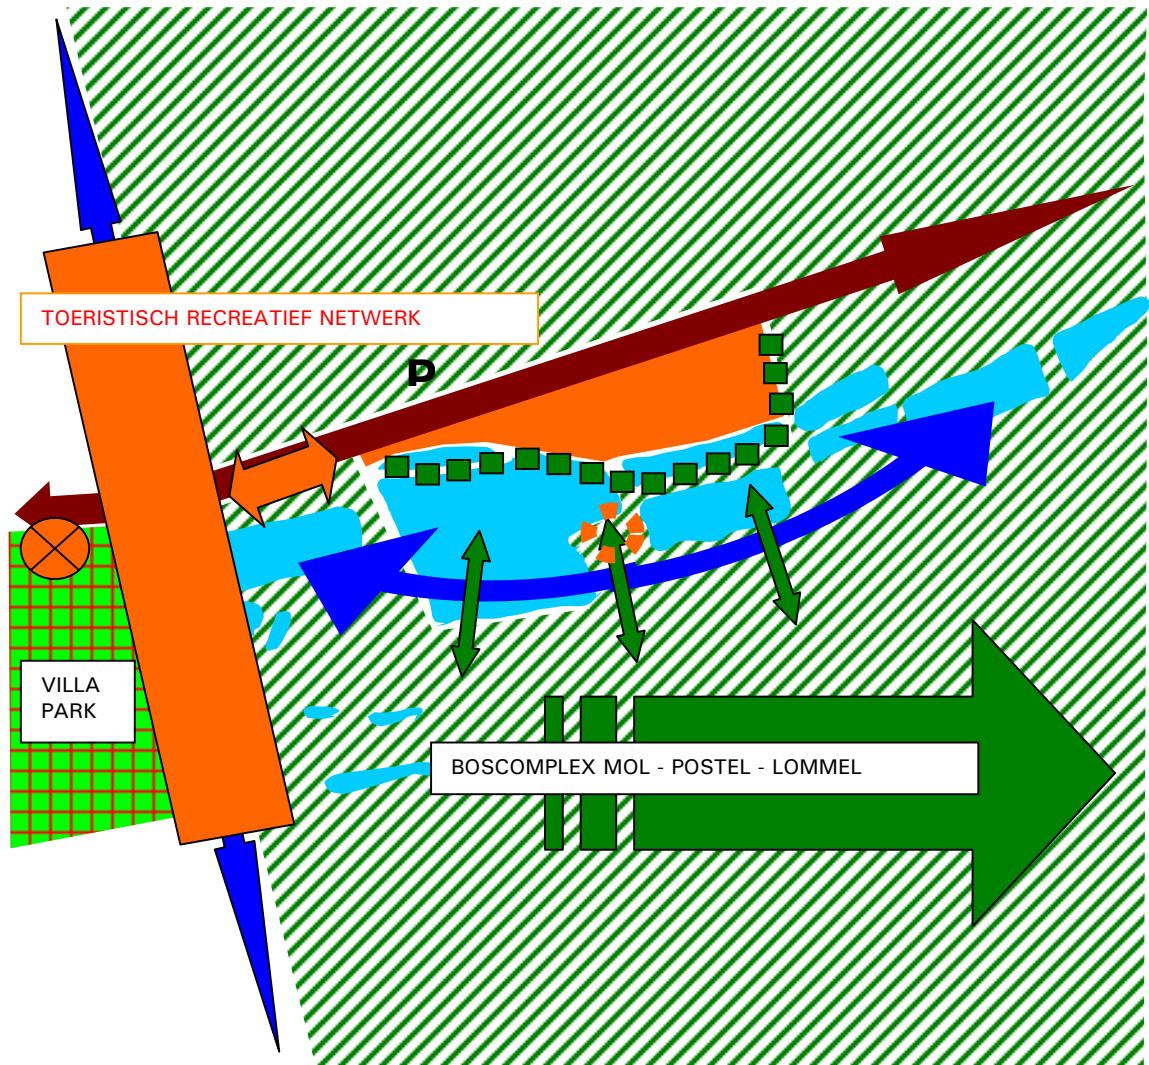 TOERISTISCH RECREATIEF NETWERK
P
VILLA
PARK
BOSCOMPLEX MOL - POSTEL - LOMMEL